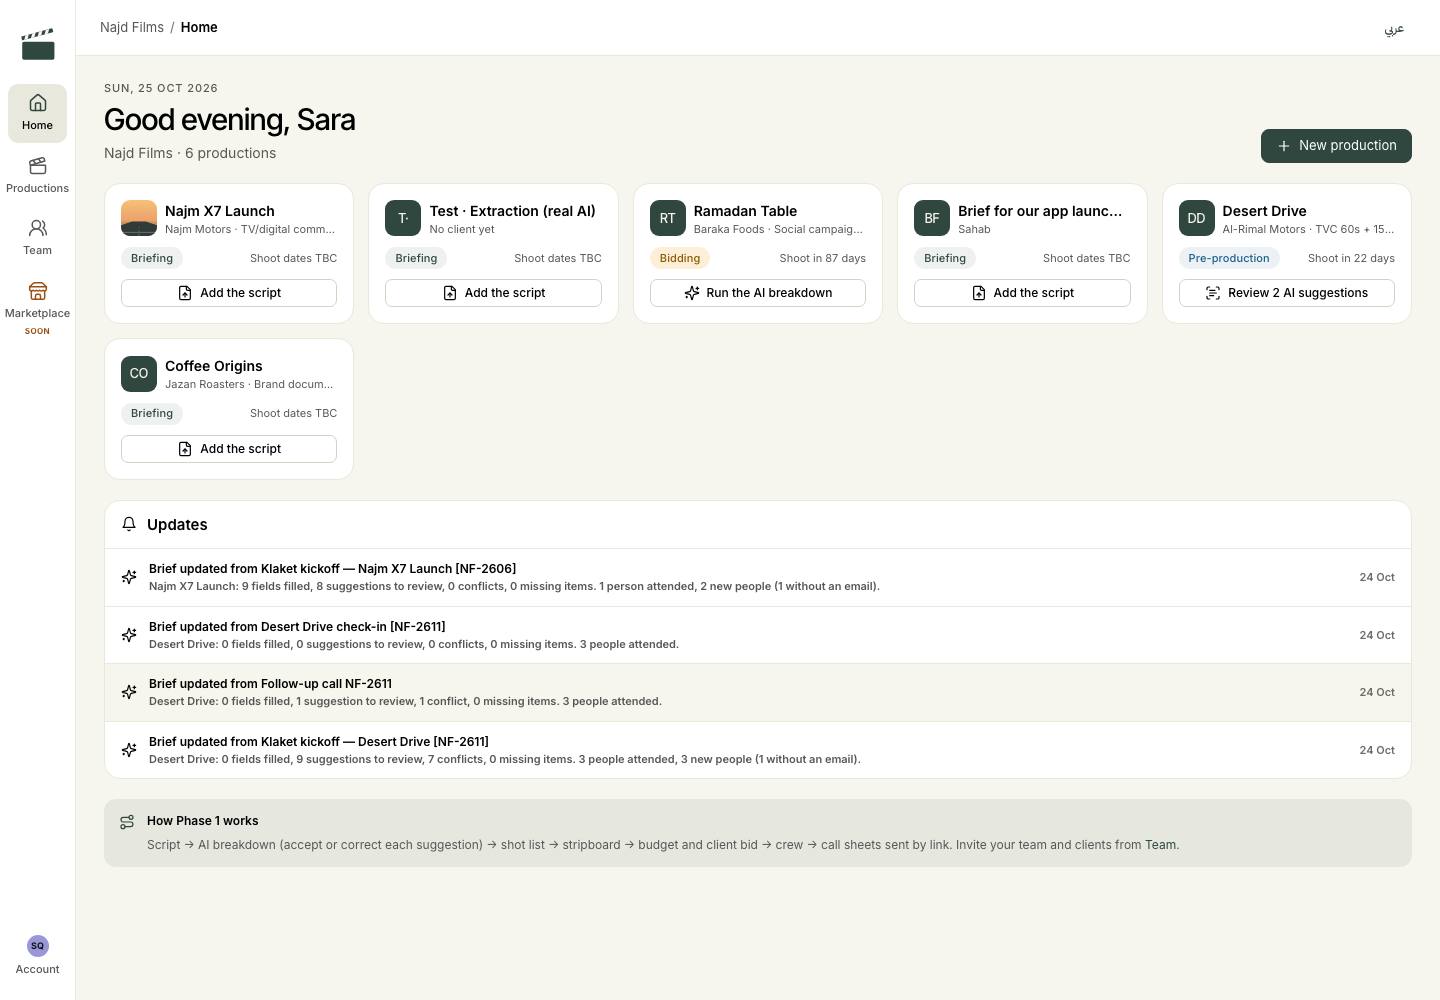 Najd Films / Home
عربي
Home
Productions
Team
Marketplace
SOON
SQ
Account
SUN, 25 OCT 2026
Good evening, Sara
Najd Films · 6 productions
New production
Najm X7 Launch
Najm Motors · TV/digital comm...
Briefing
Shoot dates TBC
Add the script
T·
Test · Extraction (real AI)
No client yet
Briefing
Shoot dates TBC
Add the script
RT
Ramadan Table
Baraka Foods · Social campaig...
Bidding
Shoot in 87 days
Run the AI breakdown
BF
Brief for our app launc...
Sahab
Briefing
Shoot dates TBC
Add the script
DD
Desert Drive
Al-Rimal Motors · TVC 60s + 15...
Pre-production
Shoot in 22 days
Review 2 AI suggestions
CO
Coffee Origins
Jazan Roasters · Brand docum...
Briefing
Shoot dates TBC
Add the script
Updates
Brief updated from Klaket kickoff — Najm X7 Launch [NF-2606]
Najm X7 Launch: 9 fields filled, 8 suggestions to review, 0 conflicts, 0 missing items. 1 person attended, 2 new people (1 without an email).
24 Oct
Brief updated from Desert Drive check-in [NF-2611]
Desert Drive: 0 fields filled, 0 suggestions to review, 0 conflicts, 0 missing items. 3 people attended.
24 Oct
Brief updated from Follow-up call NF-2611
Desert Drive: 0 fields filled, 1 suggestion to review, 1 conflict, 0 missing items. 3 people attended.
24 Oct
Brief updated from Klaket kickoff — Desert Drive [NF-2611]
Desert Drive: 0 fields filled, 9 suggestions to review, 7 conflicts, 0 missing items. 3 people attended, 3 new people (1 without an email).
24 Oct
How Phase 1 works
Script → AI breakdown (accept or correct each suggestion) → shot list → stripboard → budget and client bid → crew → call sheets sent by link. Invite your team and clients from Team.